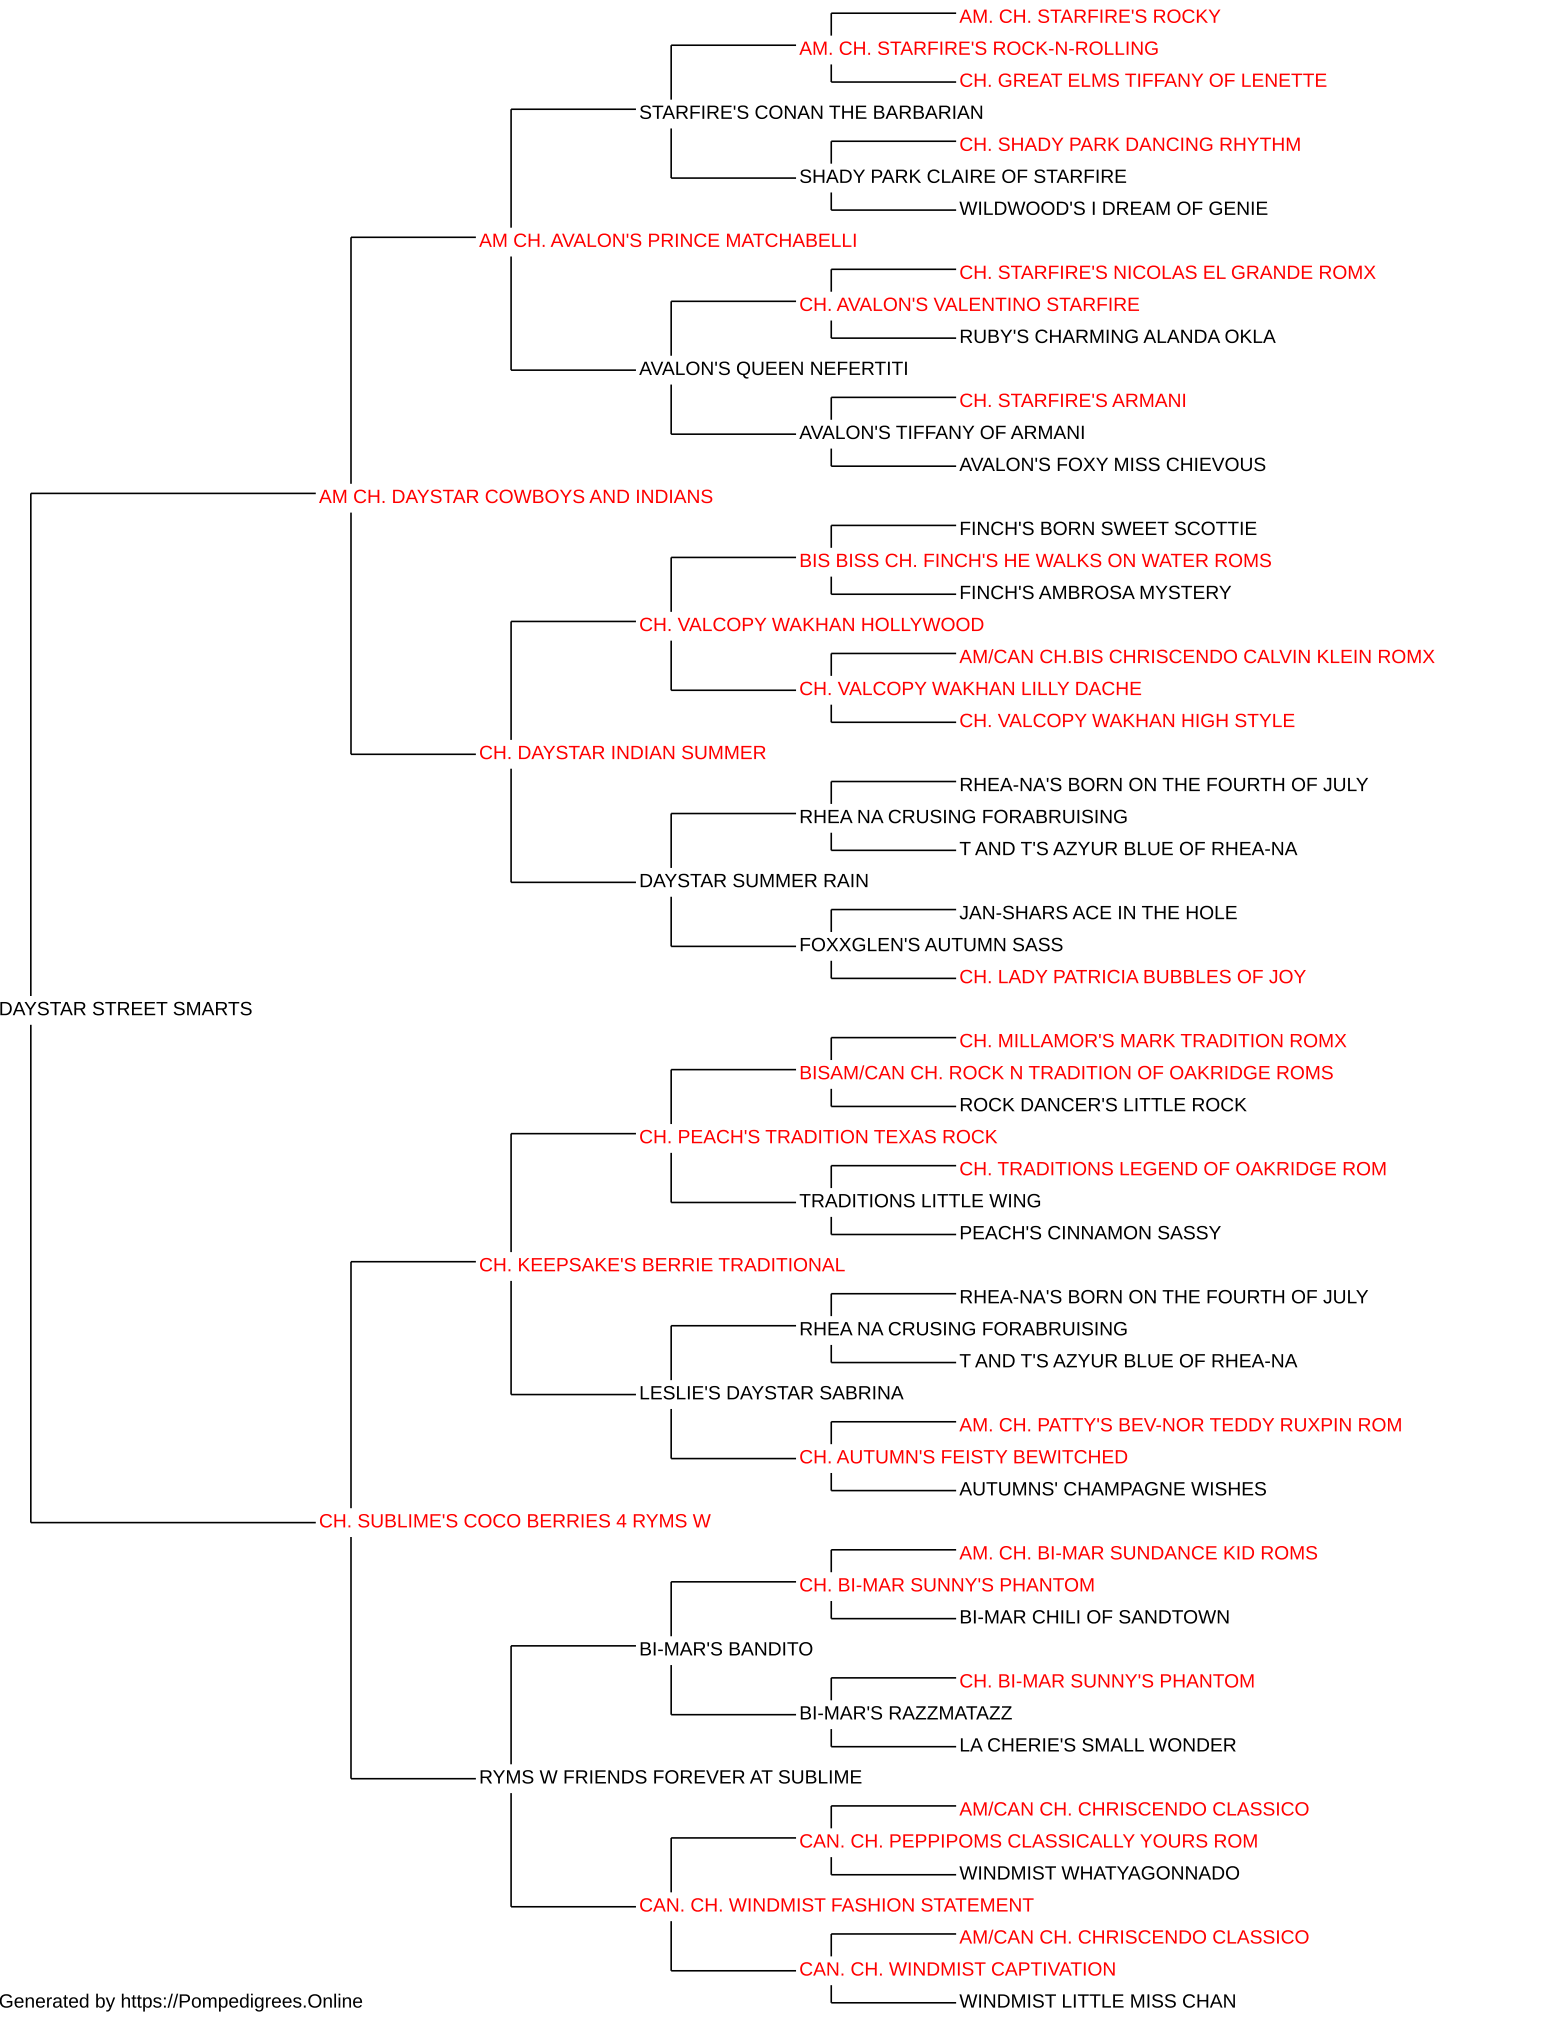 AM. CH. STARFIRE'S ROCKY
AM. CH. STARFIRE'S ROCK-N-ROLLING
CH. GREAT ELMS TIFFANY OF LENETTE
STARFIRE'S CONAN THE BARBARIAN
CH. SHADY PARK DANCING RHYTHM
SHADY PARK CLAIRE OF STARFIRE
WILDWOOD'S I DREAM OF GENIE
AM CH. AVALON'S PRINCE MATCHABELLI
CH. STARFIRE'S NICOLAS EL GRANDE ROMX
CH. AVALON'S VALENTINO STARFIRE
RUBY'S CHARMING ALANDA OKLA
AVALON'S QUEEN NEFERTITI
CH. STARFIRE'S ARMANI
AVALON'S TIFFANY OF ARMANI
AVALON'S FOXY MISS CHIEVOUS
AM CH. DAYSTAR COWBOYS AND INDIANS
FINCH'S BORN SWEET SCOTTIE
BIS BISS CH. FINCH'S HE WALKS ON WATER ROMS
FINCH'S AMBROSA MYSTERY
CH. VALCOPY WAKHAN HOLLYWOOD
AM/CAN CH.BIS CHRISCENDO CALVIN KLEIN ROMX
CH. VALCOPY WAKHAN LILLY DACHE
CH. VALCOPY WAKHAN HIGH STYLE
CH. DAYSTAR INDIAN SUMMER
RHEA-NA'S BORN ON THE FOURTH OF JULY
RHEA NA CRUSING FORABRUISING
T AND T'S AZYUR BLUE OF RHEA-NA
DAYSTAR SUMMER RAIN
JAN-SHARS ACE IN THE HOLE
FOXXGLEN'S AUTUMN SASS
CH. LADY PATRICIA BUBBLES OF JOY
DAYSTAR STREET SMARTS
CH. MILLAMOR'S MARK TRADITION ROMX
BISAM/CAN CH. ROCK N TRADITION OF OAKRIDGE ROMS
ROCK DANCER'S LITTLE ROCK
CH. PEACH'S TRADITION TEXAS ROCK
CH. TRADITIONS LEGEND OF OAKRIDGE ROM
TRADITIONS LITTLE WING
PEACH'S CINNAMON SASSY
CH. KEEPSAKE'S BERRIE TRADITIONAL
RHEA-NA'S BORN ON THE FOURTH OF JULY
RHEA NA CRUSING FORABRUISING
T AND T'S AZYUR BLUE OF RHEA-NA
LESLIE'S DAYSTAR SABRINA
AM. CH. PATTY'S BEV-NOR TEDDY RUXPIN ROM
CH. AUTUMN'S FEISTY BEWITCHED
AUTUMNS' CHAMPAGNE WISHES
CH. SUBLIME'S COCO BERRIES 4 RYMS W
AM. CH. BI-MAR SUNDANCE KID ROMS
CH. BI-MAR SUNNY'S PHANTOM
BI-MAR CHILI OF SANDTOWN
BI-MAR'S BANDITO
CH. BI-MAR SUNNY'S PHANTOM
BI-MAR'S RAZZMATAZZ
LA CHERIE'S SMALL WONDER
RYMS W FRIENDS FOREVER AT SUBLIME
AM/CAN CH. CHRISCENDO CLASSICO
CAN. CH. PEPPIPOMS CLASSICALLY YOURS ROM
WINDMIST WHATYAGONNADO
CAN. CH. WINDMIST FASHION STATEMENT
AM/CAN CH. CHRISCENDO CLASSICO
CAN. CH. WINDMIST CAPTIVATION
WINDMIST LITTLE MISS CHAN
Generated by https://Pompedigrees.Online